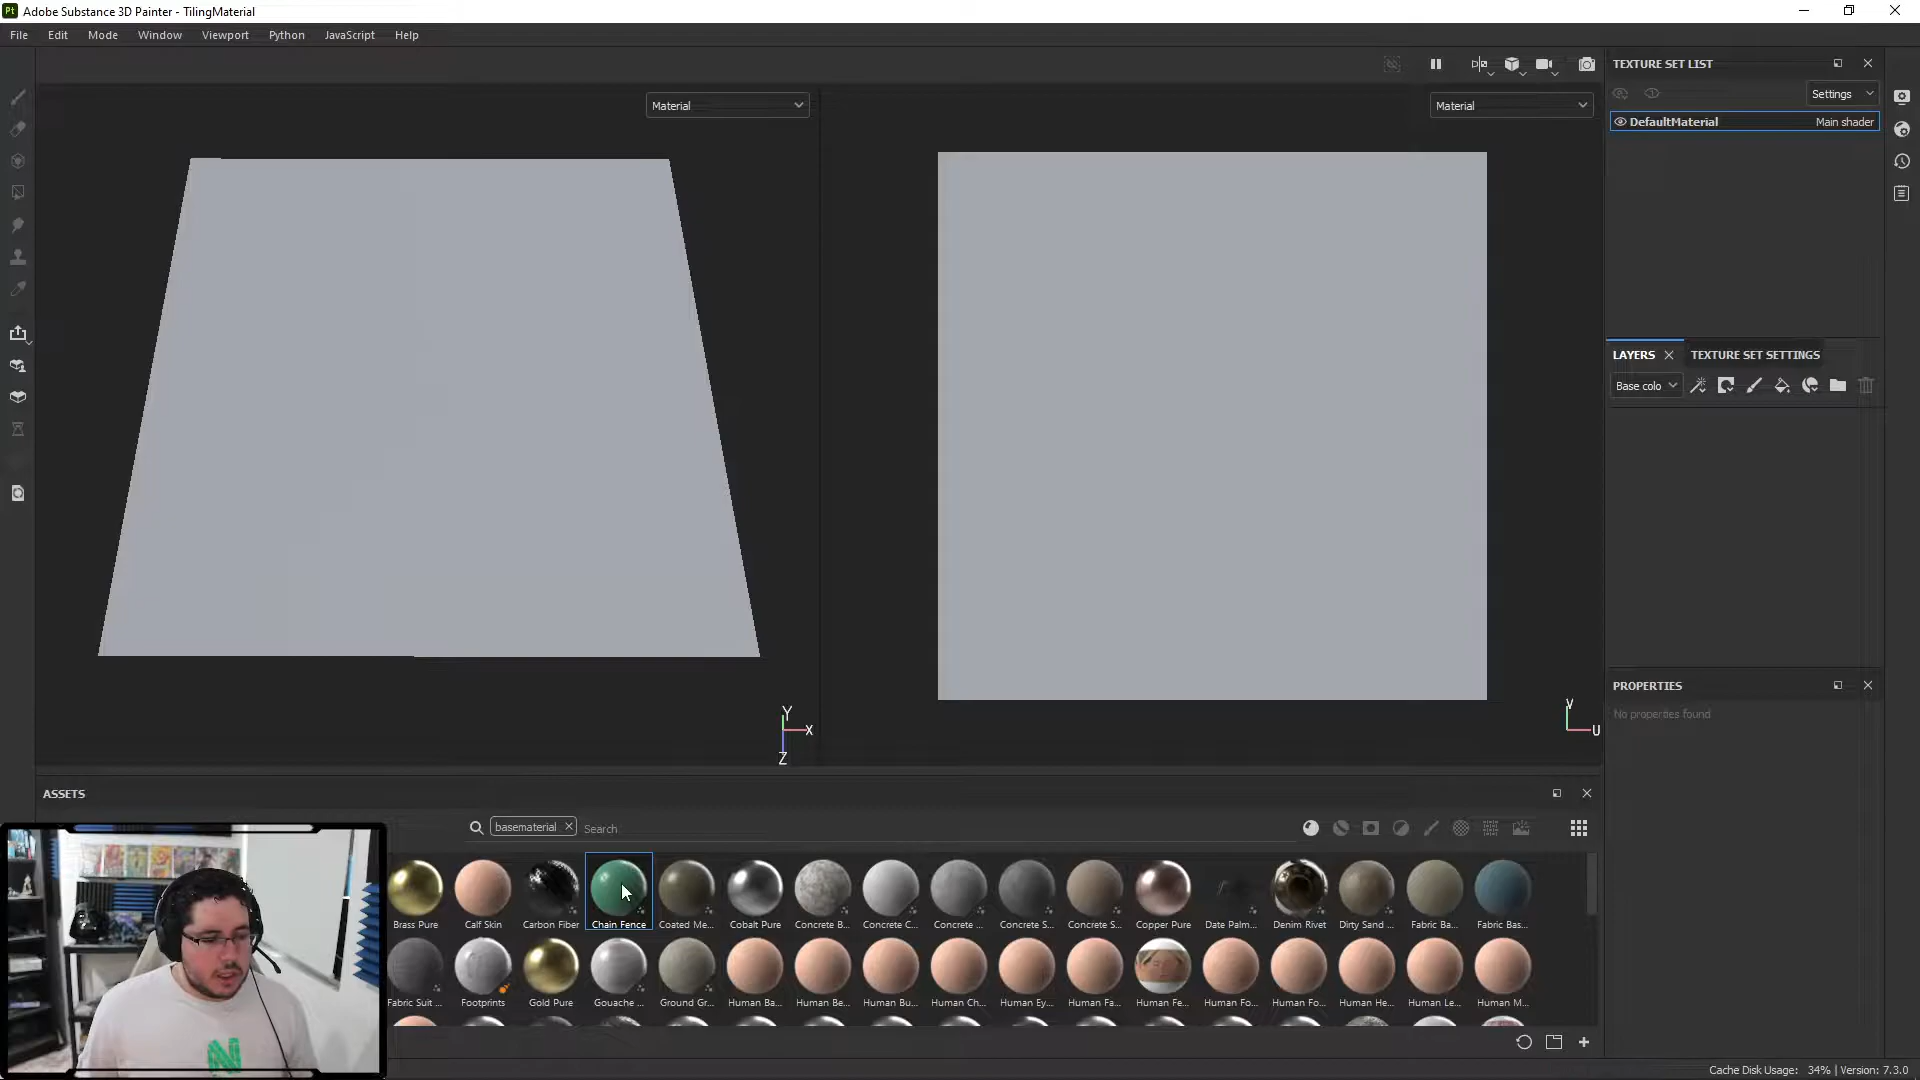 Pt Adobe Substance 3D Painter - TilingMaterial
File Edit Mode Window Viewport Python JavaScript Help
TEXTURE SET LIST
Settings
DefaultMaterial Main shader
Material
Material
LAYERS TEXTURE SET SETTINGS
Base colo
PROPERTIES
No properties found
Y X Z
V U
ASSETS
basematerial Search
Brass Pure Calf Skin Carbon Fiber Chain Fence Coated Me... Cobalt Pure Concrete B... Concrete C... Concrete ... Concrete S... Concrete S... Copper Pure Date Palm... Denim Rivet Dirty Sand ... Fabric Ba... Fabric Bas...
Fabric Suit ... Footprints Gold Pure Gouache ... Ground Gr... Human Ba... Human Be... Human Bu... Human Ch... Human Ey... Human Fa... Human Fe... Human Fo... Human Fo... Human He... Human Le... Human M...
N
Cache Disk Usage: 34% | Version: 7.3.0